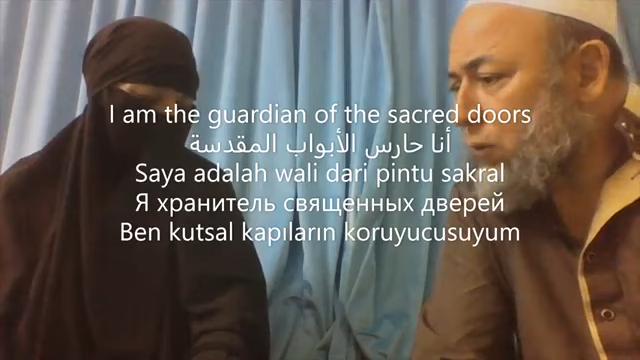 I am the guardian of the sacred doors
أنا حارس الأبواب المقدسة
Saya adalah wali dari pintu sakral
Я хранитель священных дверей
Ben kutsal kapıların koruyucusuyum